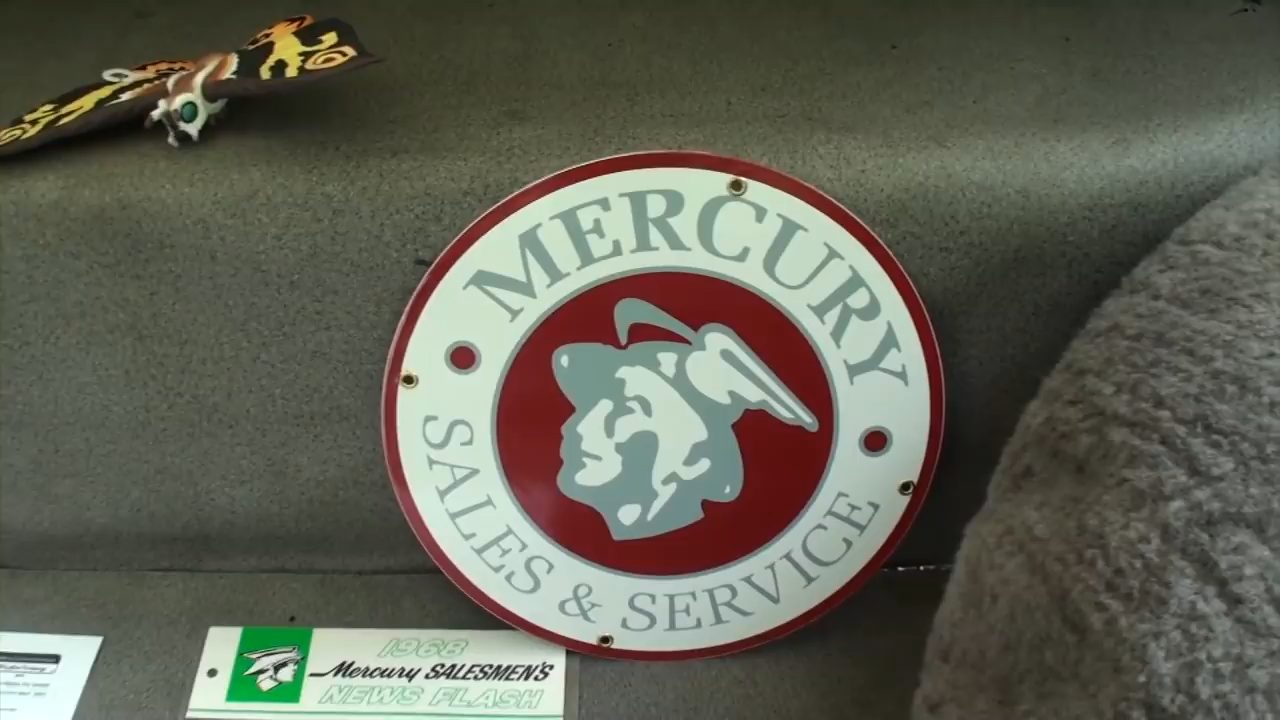 MERCURY
SALES & SERVICE
1968
Mercury SALESMEN'S
NEWS FLASH